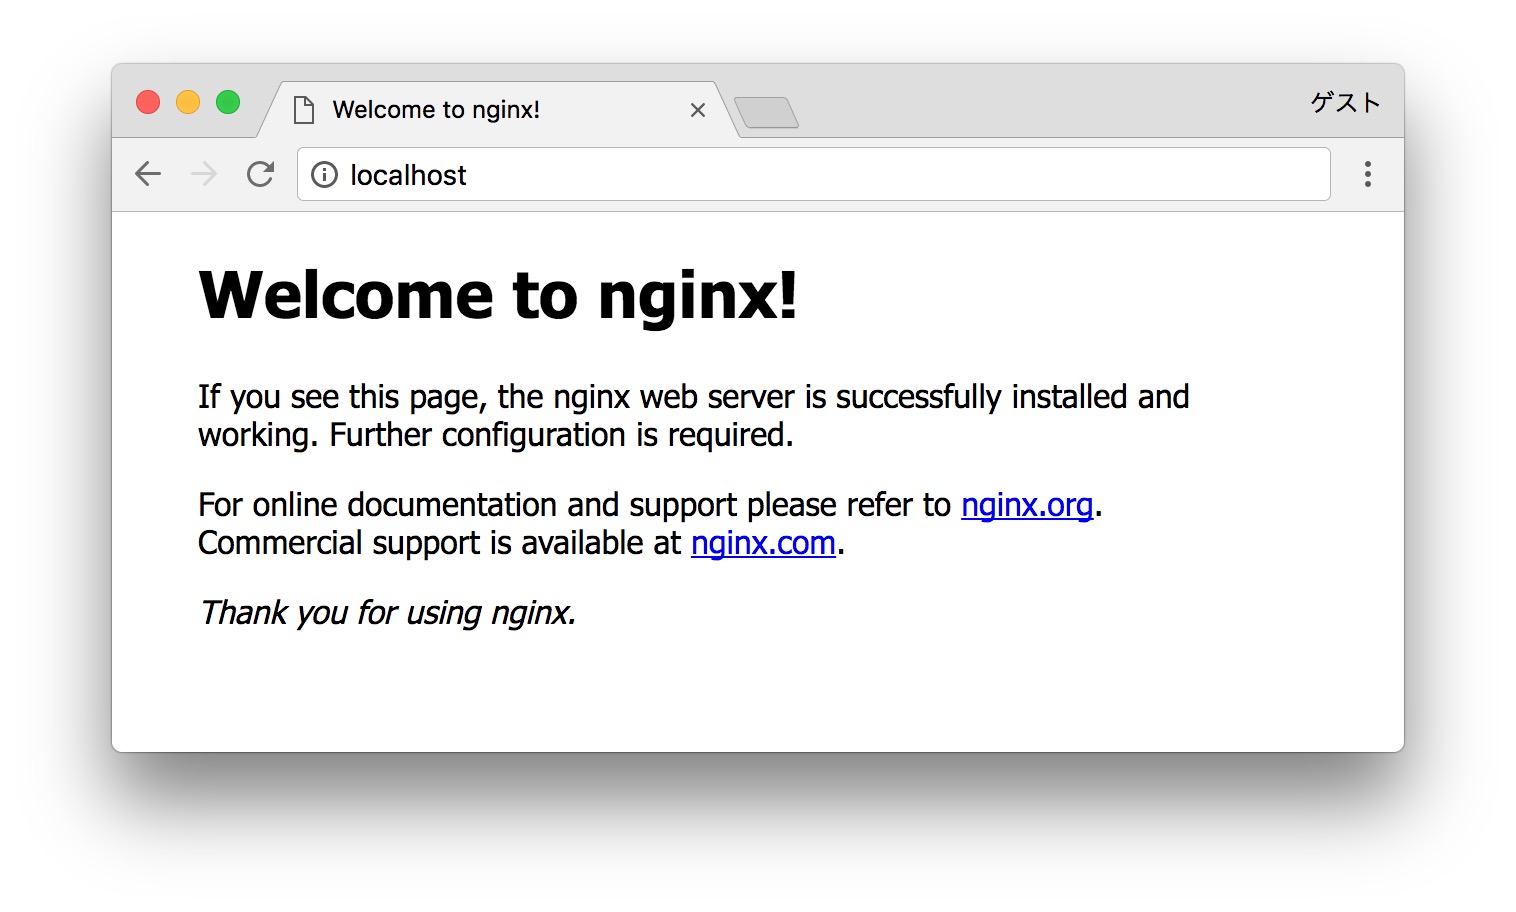 Welcome to nginx!
ゲスト
localhost
Welcome to nginx!
If you see this page, the nginx web server is successfully installed and
working. Further configuration is required.
For online documentation and support please refer to nginx.org.
Commercial support is available at nginx.com.
Thank you for using nginx.